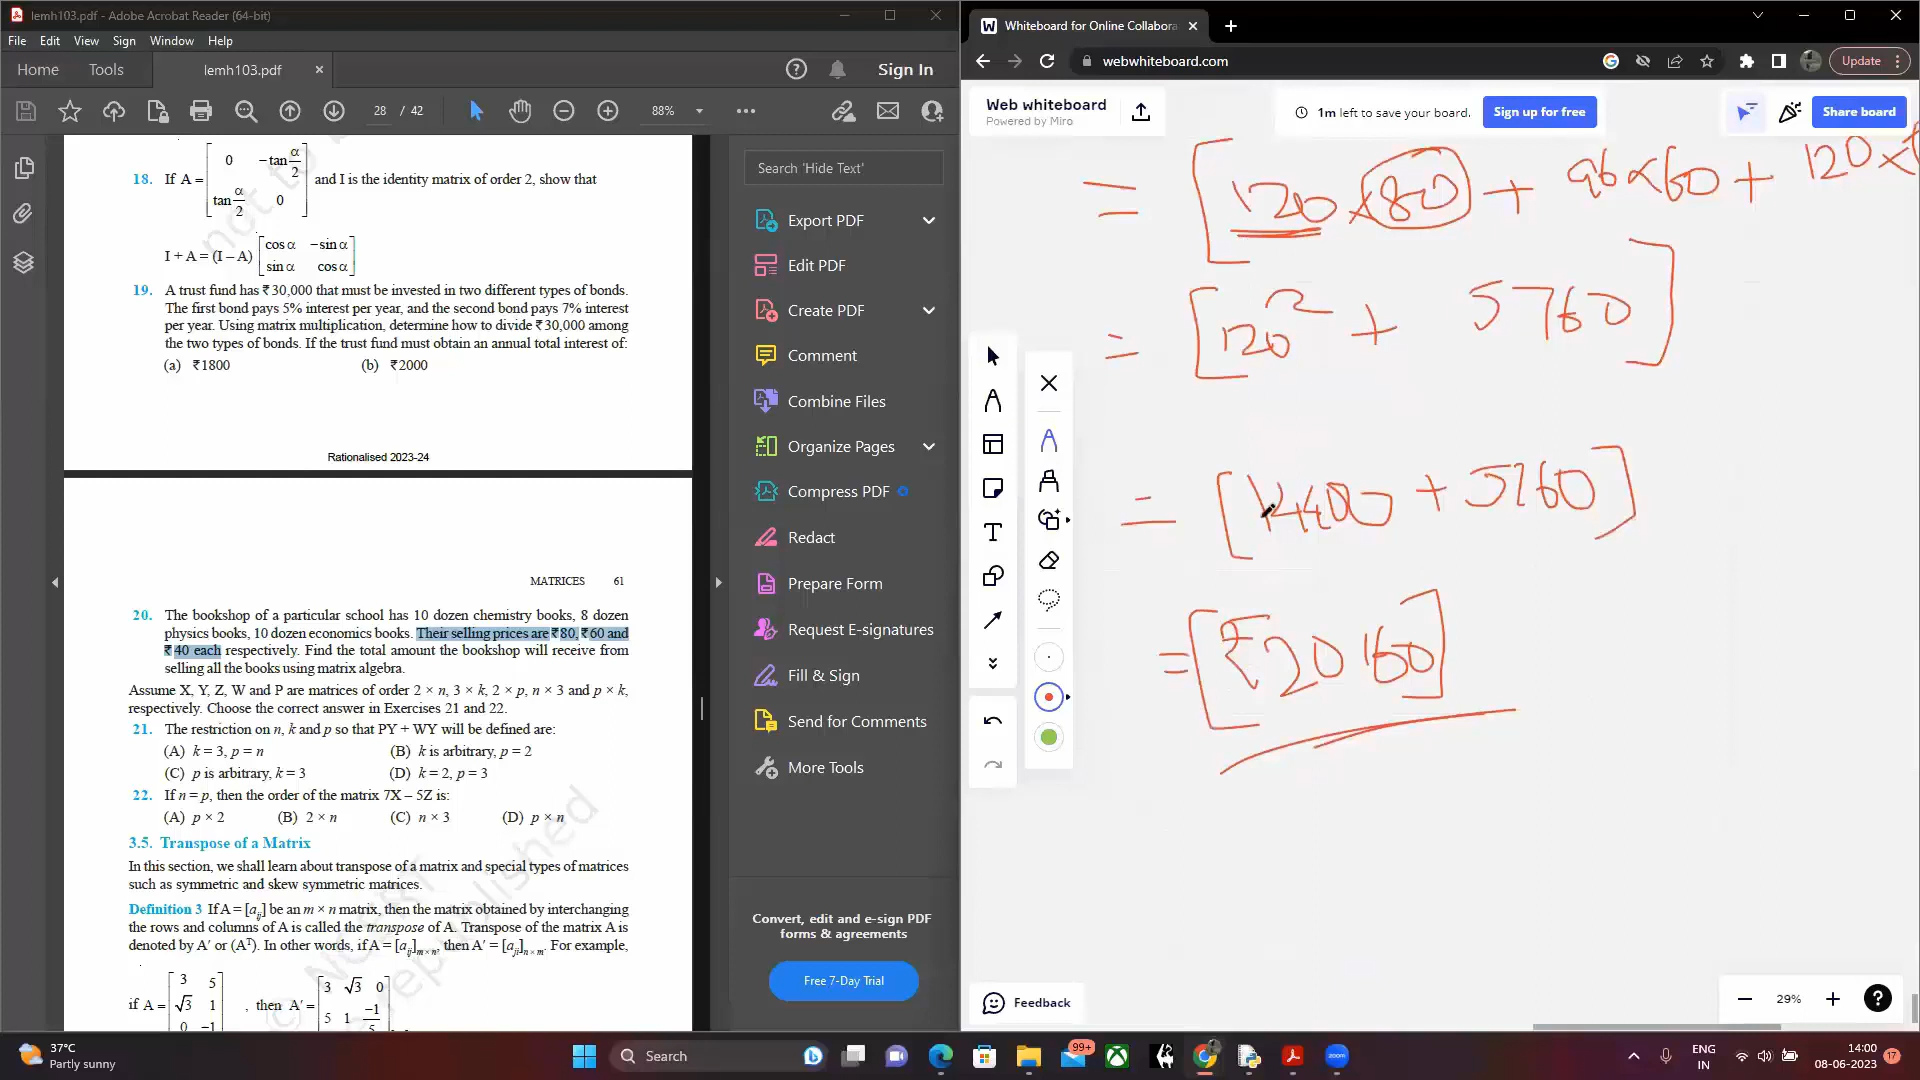 lemh103.pdf - Adobe Acrobat Reader (64-bit)
File Edit View Sign Window Help
Home Tools lemh103.pdf Sign In
28 / 42 88%
18. If A = [0 −tan α/2
tan α/2 0] and I is the identity matrix of order 2, show that
I + A = (I – A) [cos α −sin α
sin α cos α]
19. A trust fund has ₹ 30,000 that must be invested in two different types of bonds.
The first bond pays 5% interest per year, and the second bond pays 7% interest
per year. Using matrix multiplication, determine how to divide ₹ 30,000 among
the two types of bonds. If the trust fund must obtain an annual total interest of:
(a) ₹ 1800 (b) ₹ 2000
Rationalised 2023-24
MATRICES 61
20. The bookshop of a particular school has 10 dozen chemistry books, 8 dozen
physics books, 10 dozen economics books. Their selling prices are ₹ 80, ₹ 60 and
₹ 40 each respectively. Find the total amount the bookshop will receive from
selling all the books using matrix algebra.
Assume X, Y, Z, W and P are matrices of order 2 × n, 3 × k, 2 × p, n × 3 and p × k,
respectively. Choose the correct answer in Exercises 21 and 22.
21. The restriction on n, k and p so that PY + WY will be defined are:
(A) k = 3, p = n (B) k is arbitrary, p = 2
(C) p is arbitrary, k = 3 (D) k = 2, p = 3
22. If n = p, then the order of the matrix 7X – 5Z is:
(A) p × 2 (B) 2 × n (C) n × 3 (D) p × n
3.5. Transpose of a Matrix
In this section, we shall learn about transpose of a matrix and special types of matrices
such as symmetric and skew symmetric matrices.
Definition 3 If A = [aij] be an m × n matrix, then the matrix obtained by interchanging
the rows and columns of A is called the transpose of A. Transpose of the matrix A is
denoted by A′ or (Aᵀ). In other words, if A = [aij]m × n, then A′ = [aji]n × m. For example,
if A = [3 5
√3 1
0 −1 , then A′ = [3 √3 0
5 1 −1/5
Search 'Hide Text'
Export PDF
Edit PDF
Create PDF
Comment
Combine Files
Organize Pages
Compress PDF
Redact
Prepare Form
Request E-signatures
Fill & Sign
Send for Comments
More Tools
Convert, edit and e-sign PDF
forms & agreements
Free 7-Day Trial
Whiteboard for Online Collabora
webwhiteboard.com Update
Web whiteboard
Powered by Miro
1m left to save your board. Sign up for free Share board
= [120 × 80 + 96 × 60 + 120 ×
= [120² + 5760]
= [14400 + 5760]
= [₹ 20160]
Feedback
29%
37°C
Partly sunny
Search
99+
zoom
ENG
IN
14:00
08-06-2023
17